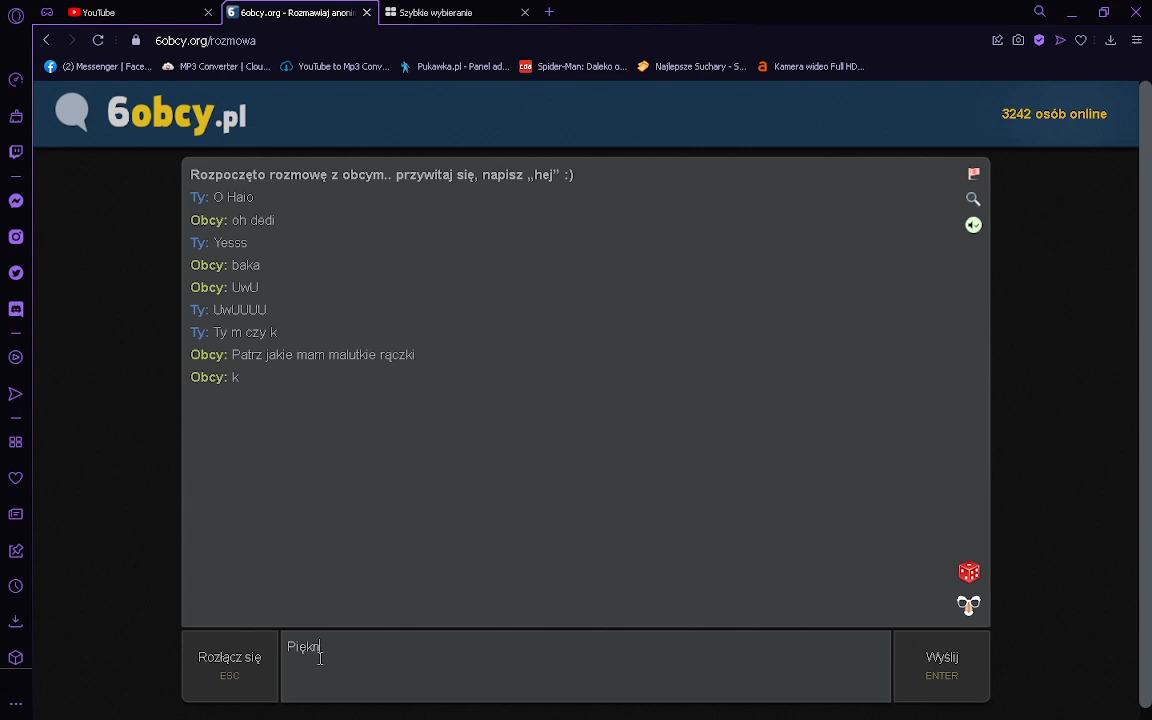 YouTube
6obcy.org - Rozmawiaj anoni
Szybkie wybieranie
6obcy.org/rozmowa
(2) Messenger | Face...
MP3 Converter | Clou...
YouTube to Mp3 Conv...
Pukawka.pl - Panel ad...
cda
Spider-Man: Daleko o...
Najlepsze Suchary - S...
a
Kamera wideo Full HD...
6obcy.pl
3242 osób online
Rozpoczęto rozmowę z obcym.. przywitaj się, napisz „hej” :)
Ty: O Haio
Obcy: oh dedi
Ty: Yesss
Obcy: baka
Obcy: UwU
Ty: UwUUUU
Ty: Ty m czy k
Obcy: Patrz jakie mam malutkie rączki
Obcy: k
Rozłącz się
ESC
Piękn
Wyślij
ENTER